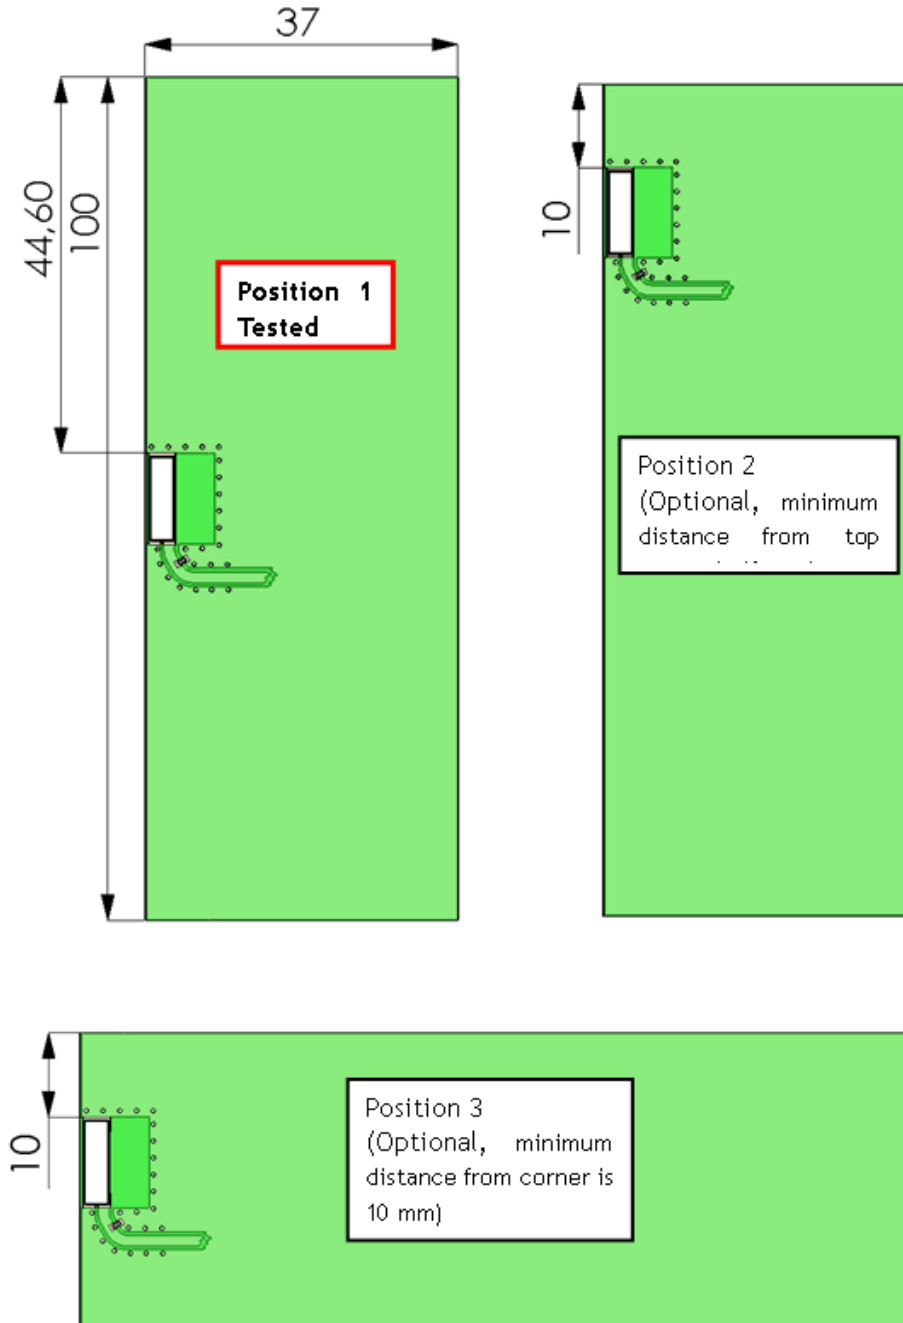 37
44,60
100
Position 1
Tested
10
Position 2
(Optional, minimum
distance from top
10
Position 3
(Optional, minimum
distance from corner is
10 mm)